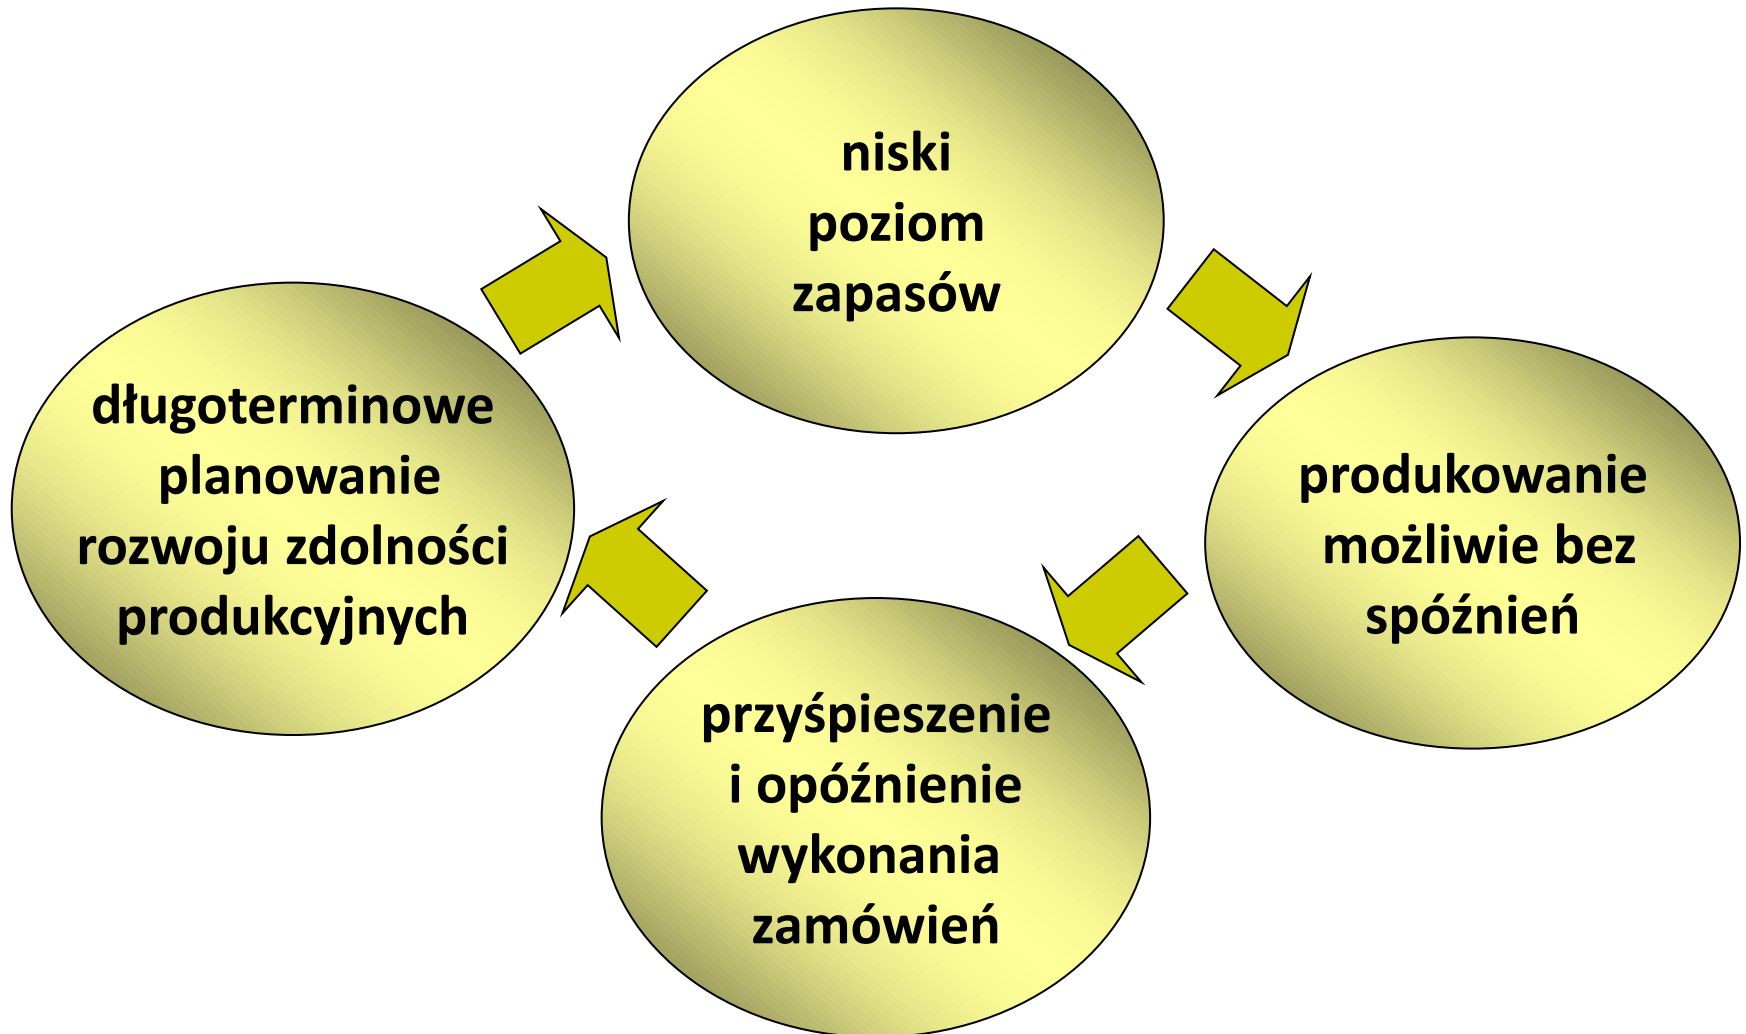 niski
poziom
zapasów
długoterminowe
planowanie
rozwoju zdolności
produkcyjnych
produkowanie
możliwie bez
spóźnień
przyśpieszenie
i opóźnienie
wykonania
zamówień